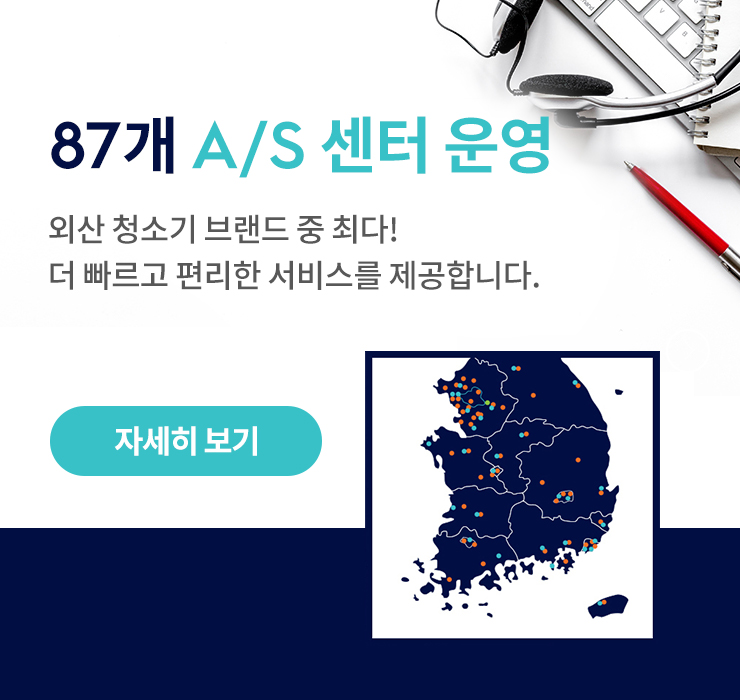 87개 A/S 센터 운영
외산 청소기 브랜드 중 최다!
더 빠르고 편리한 서비스를 제공합니다.
자세히 보기